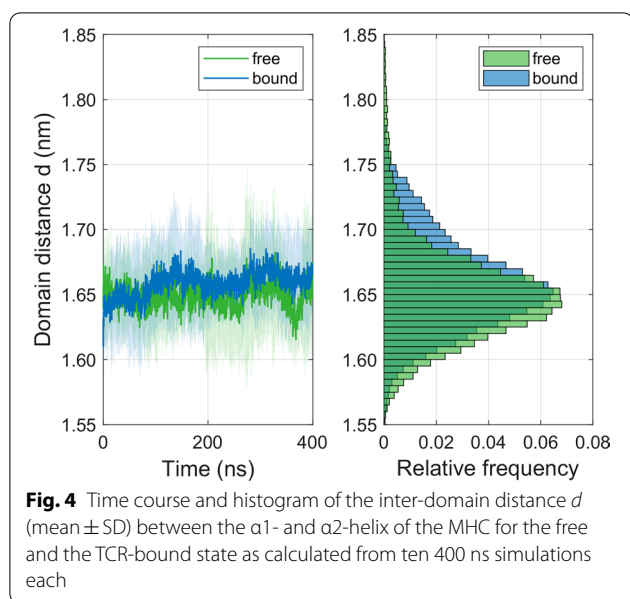 1.85
1.80
1.75
1.70
1.65
1.60
1.55
Domain distance d (nm)
free
bound
0
200
400
Time (ns)
1.85
1.80
1.75
1.70
1.65
1.60
1.55
free
bound
0
0.02
0.04
0.06
0.08
Relative frequency
Fig. 4 Time course and histogram of the inter-domain distance d
(mean ± SD) between the α1- and α2-helix of the MHC for the free
and the TCR-bound state as calculated from ten 400 ns simulations
each